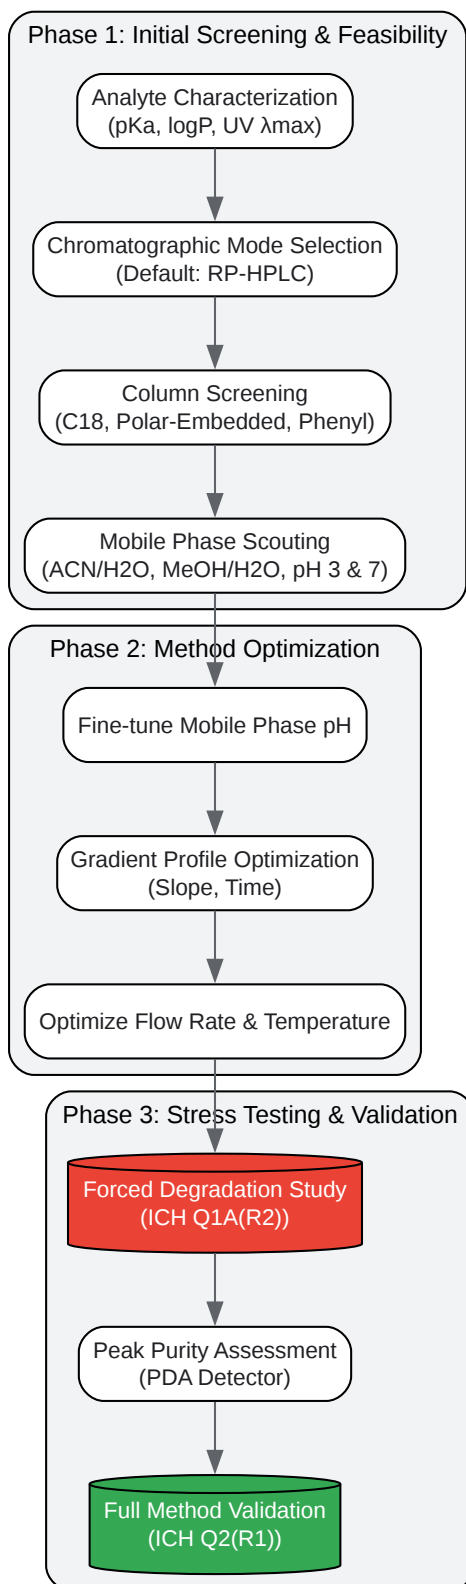 Phase 1: Initial Screening & Feasibility
Analyte Characterization
(pKa, logP, UV λmax)
Chromatographic Mode Selection
(Default: RP-HPLC)
Column Screening
(C18, Polar-Embedded, Phenyl)
Mobile Phase Scouting
(ACN/H2O, MeOH/H2O, pH 3 & 7)
Phase 2: Method Optimization
Fine-tune Mobile Phase pH
Gradient Profile Optimization
(Slope, Time)
Optimize Flow Rate & Temperature
Phase 3: Stress Testing & Validation
Forced Degradation Study
(ICH Q1A(R2))
Peak Purity Assessment
(PDA Detector)
Full Method Validation
(ICH Q2(R1))